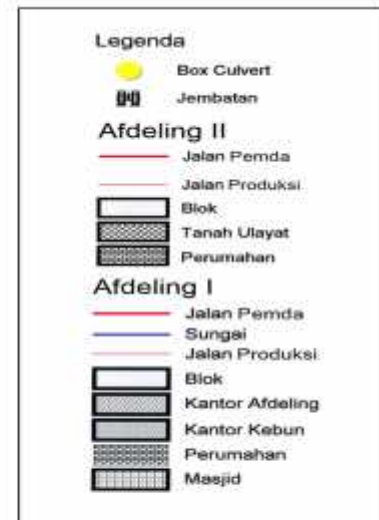 Legenda
Box Culvert
Jembatan
Afdeling II
Jalan Pemda
Jalan Produksi
Blok
Tanah Ulayat
Perumahan
Afdeling I
Jalan Pemda
Sungai
Jalan Produksi
Blok
Kantor Afdeling
Kantor Kebun
Perumahan
Masjid